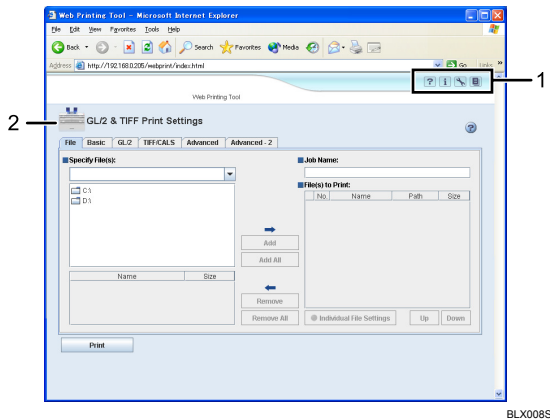 Web Printing Tool - Microsoft Internet Explorer
File Edit View Favorites Tools Help
Back Search Favorites Media
Address http://192.168.0.205/webprint/index.html Go Links
1
Web Printing Tool
2
GL/2 & TIFF Print Settings
File Basic GL/2 TIFF/CALS Advanced Advanced - 2
Specify File(s): Job Name:
C:\
D:\
File(s) to Print:
No. Name Path Size
Add
Add All
Name Size
Remove
Remove All Individual File Settings Up Down
Print
BLX008S